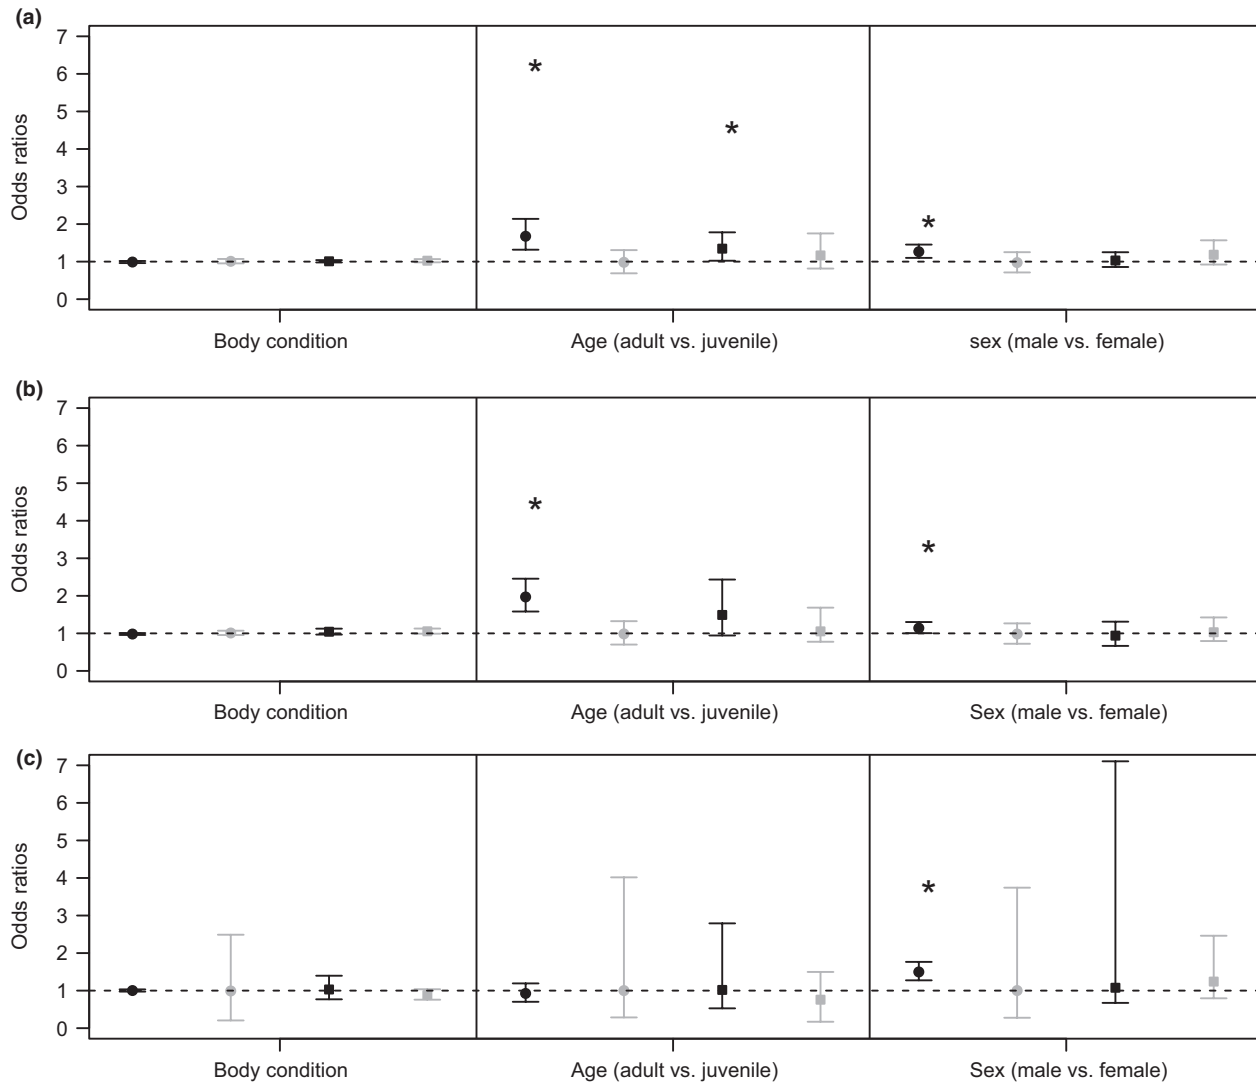 (a)
7
6
5
4
3
2
1
0
Odds ratios
*
*
*
Body condition
Age (adult vs. juvenile)
sex (male vs. female)
(b)
7
6
5
4
3
2
1
0
Odds ratios
*
*
Body condition
Age (adult vs. juvenile)
Sex (male vs. female)
(c)
7
6
5
4
3
2
1
0
Odds ratios
*
Body condition
Age (adult vs. juvenile)
Sex (male vs. female)